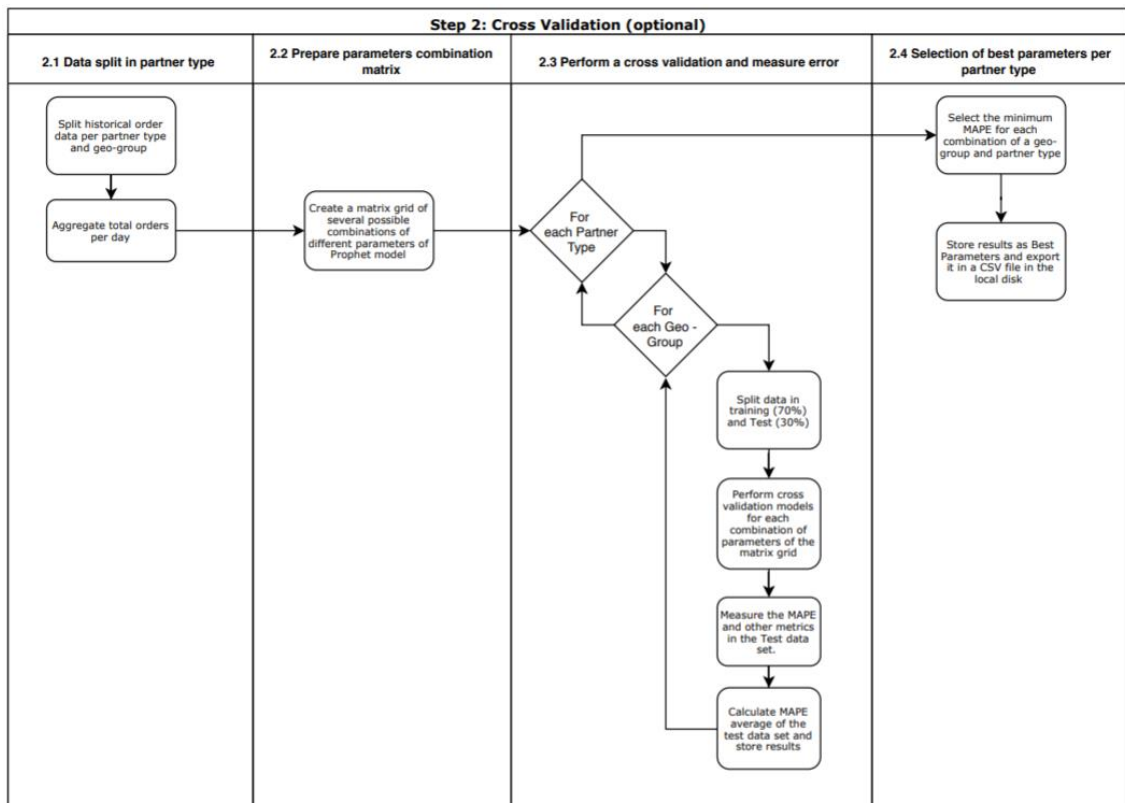 Step 2: Cross Validation (optional)
2.1 Data split in partner type
2.2 Prepare parameters combination
matrix
2.3 Perform a cross validation and measure error
2.4 Selection of best parameters per
partner type
Split historical order
data per partner type
and geo-group
Aggregate total orders
per day
Create a matrix grid of
several possible
combinations of
different parameters of
Prophet model
For
each Partner
Type
For
each Geo -
Group
Split data in
training (70%)
and Test (30%)
Perform cross
validation models
for each
combination of
parameters of the
matrix grid
Measure the MAPE
and other metrics
in the Test data
set.
Calculate MAPE
average of the
test data set and
store results
Select the minimum
MAPE for each
combination of a geo-
group and partner type
Store results as Best
Parameters and export
it in a CSV file in the
local disk